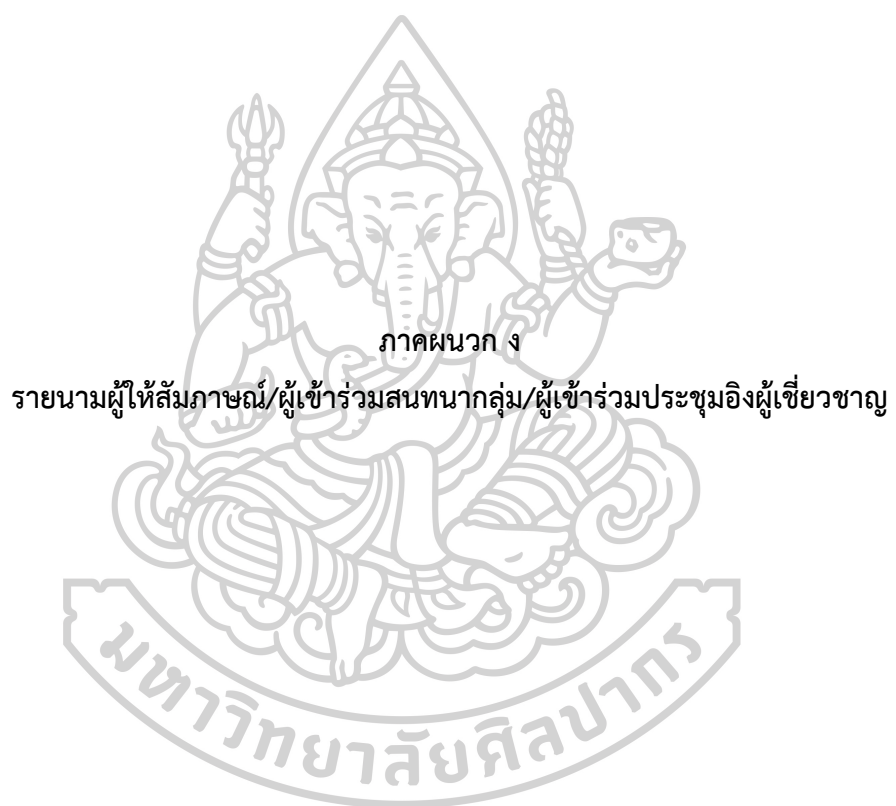 ภาคผนวก ง
รายนามผู้ให้สัมภาษณ์/ผู้เข้าร่วมสนทนากลุ่ม/ผู้เข้าร่วมประชุมอิงผู้เชี่ยวชาญ
มหาวิทยาลัยศิลปากร